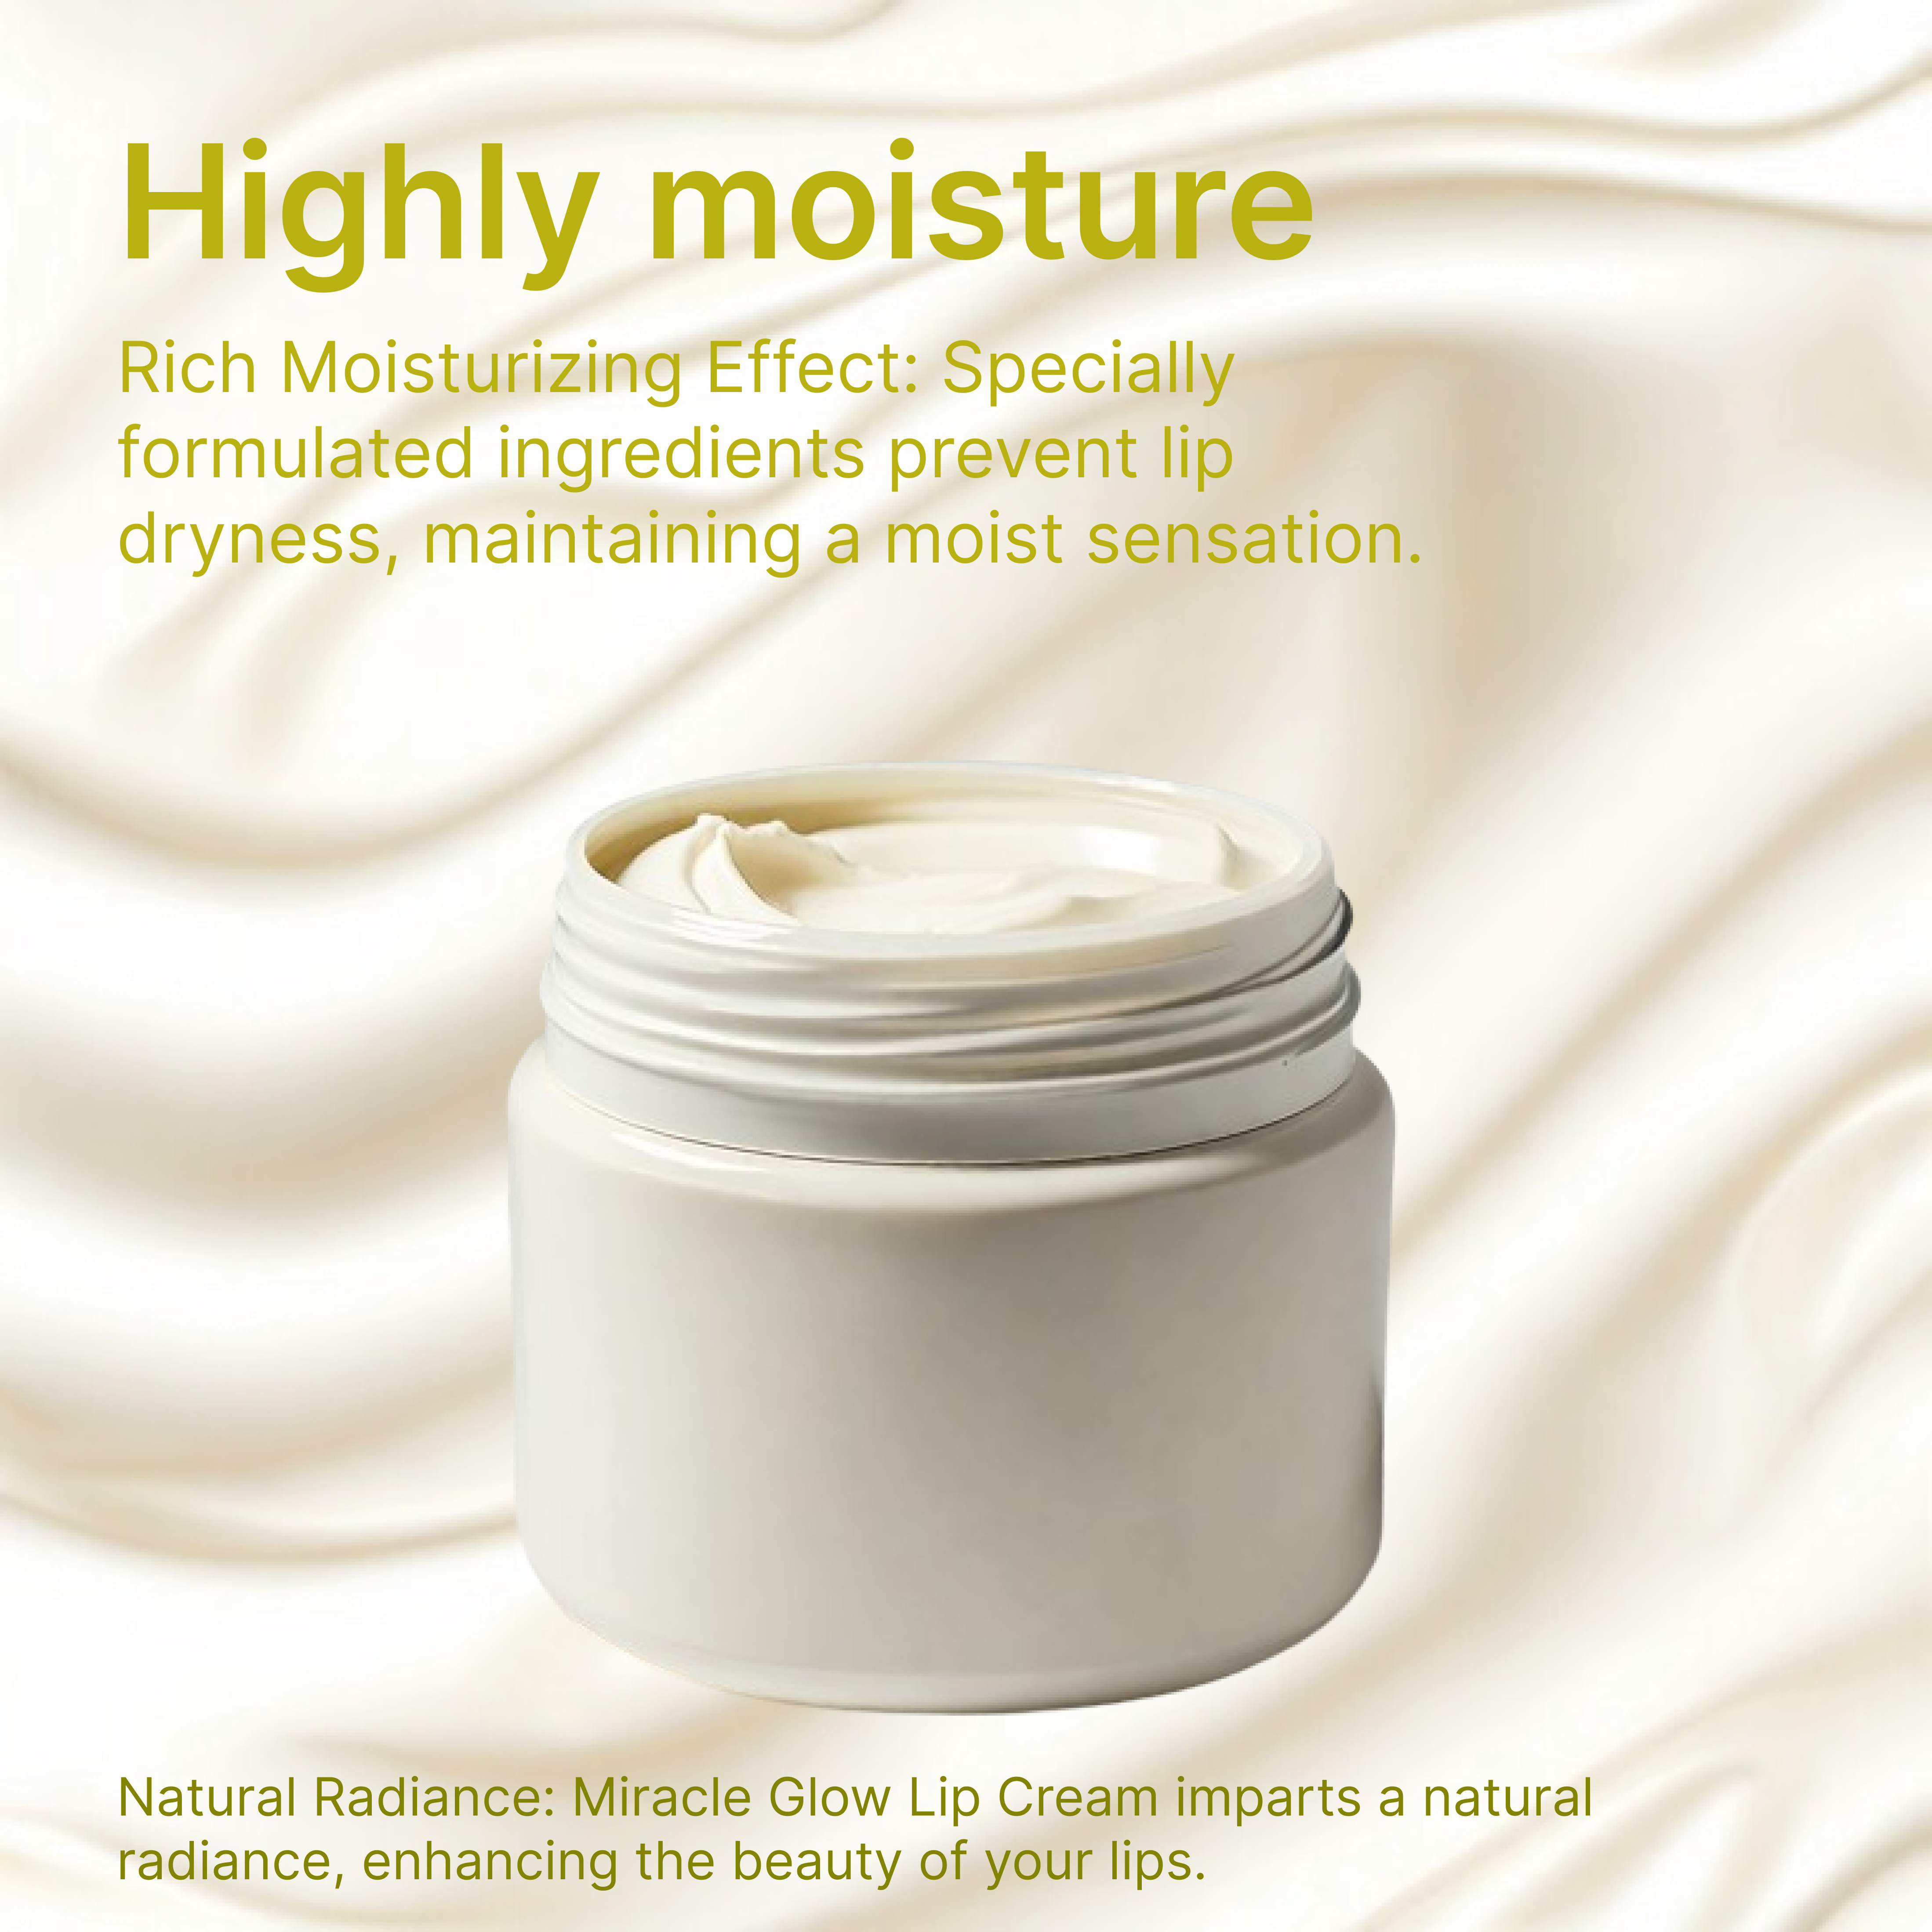 Highly moisture
Rich Moisturizing Effect: Specially
formulated ingredients prevent lip
dryness, maintaining a moist sensation.
Natural Radiance: Miracle Glow Lip Cream imparts a natural
radiance, enhancing the beauty of your lips.